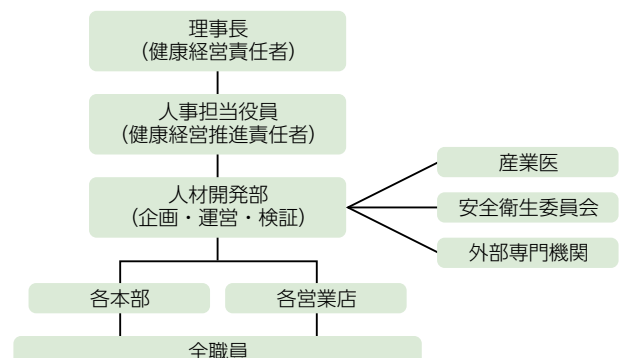 理事長
（健康経営責任者）
人事担当役員
（健康経営推進責任者）
人材開発部
（企画・運営・検証）
産業医
安全衛生委員会
外部専門機関
各本部
各営業店
全職員